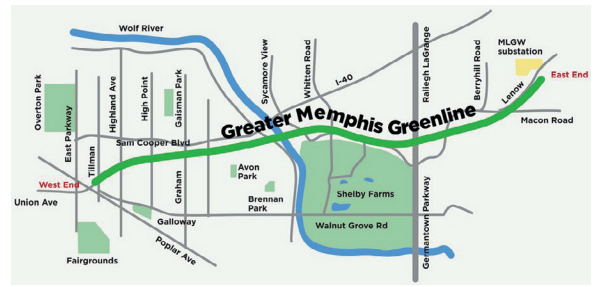 Wolf River
MLGW
substation
East End
Overton Park
East Parkway
Highland Ave
High Point
Gaisman Park
Sycamore View
Whitten Road
I-40
Railegh LaGrange
Berryhill Road
Lenow
Macon Road
Greater Memphis Greenline
Tillman
Sam Cooper Blvd
West End
Graham
Avon
Park
Brennan
Park
Shelby Farms
Union Ave
Galloway
Walnut Grove Rd
Germantown Parkway
Poplar Ave
Fairgrounds